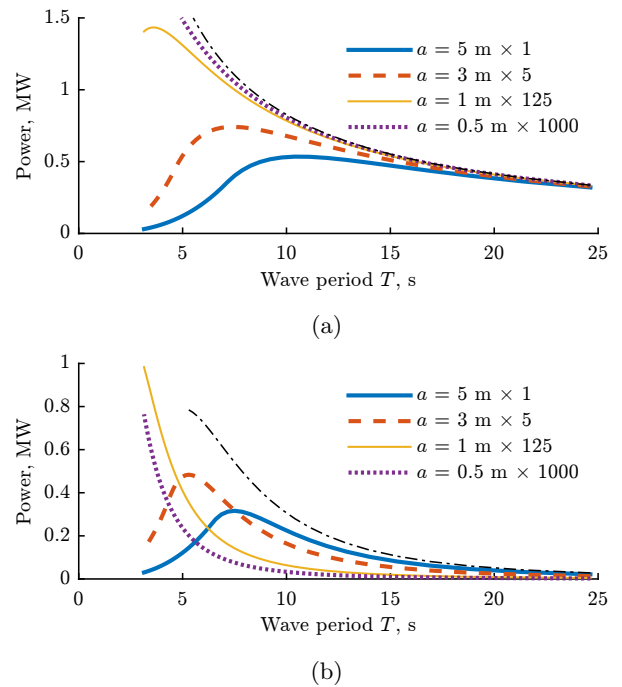 1.5
1
0.5
0
Power, MW
a = 5 m × 1
a = 3 m × 5
a = 1 m × 125
a = 0.5 m × 1000
0 5 10 15 20 25
Wave period T, s
(a)
1
0.8
0.6
0.4
0.2
0
Power, MW
a = 5 m × 1
a = 3 m × 5
a = 1 m × 125
a = 0.5 m × 1000
0 5 10 15 20 25
Wave period T, s
(b)